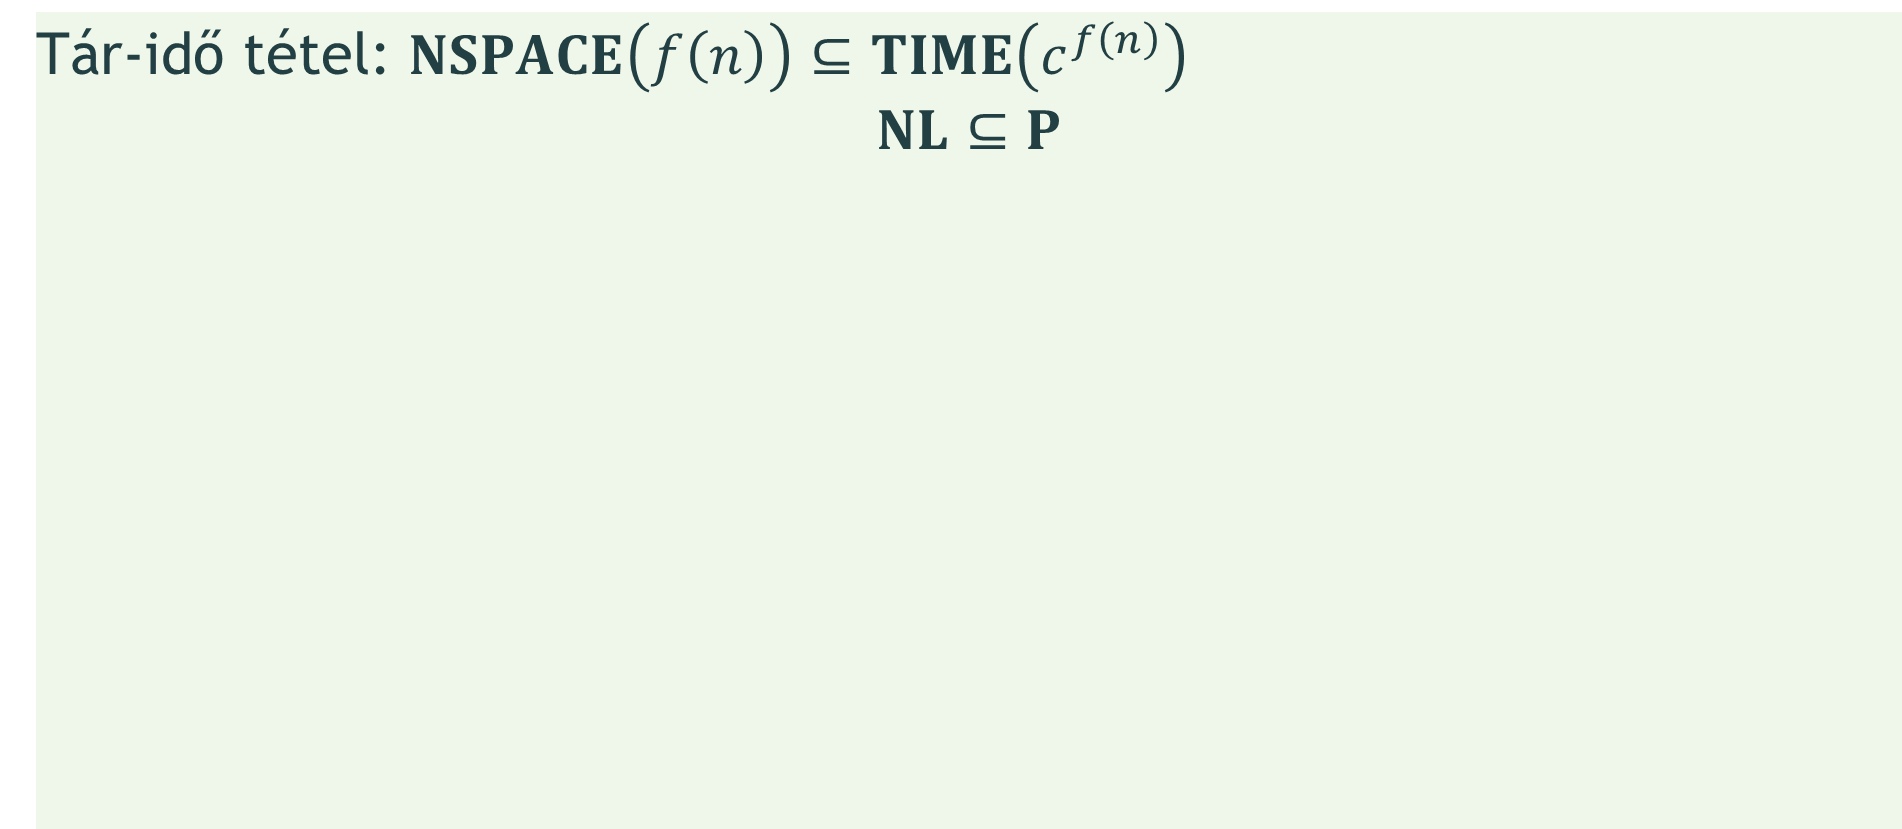 Tár-idő tétel: NSPACE(f(n)) ⊆ TIME(c^{f(n)})
NL ⊆ P